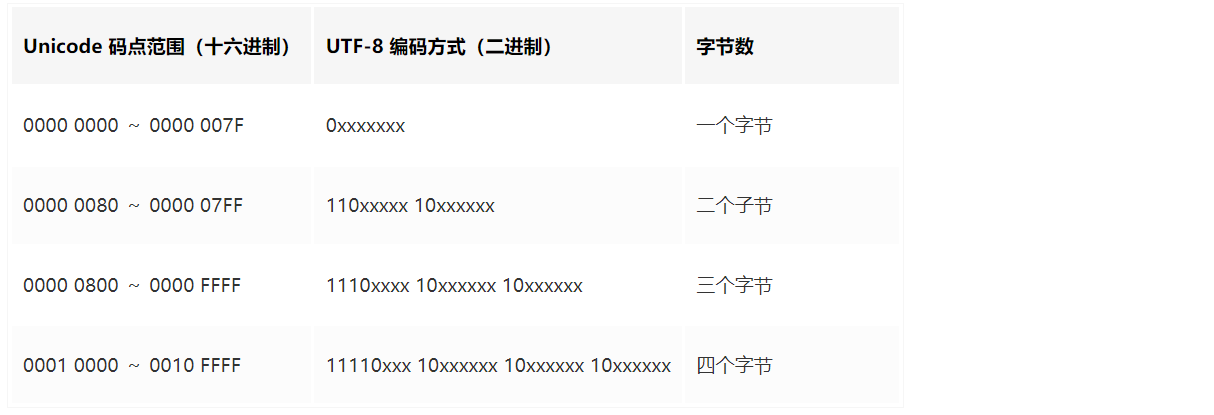 Unicode 码点范围（十六进制） UTF-8 编码方式（二进制） 字节数
0000 0000 ~ 0000 007F 0xxxxxxx 一个字节
0000 0080 ~ 0000 07FF 110xxxxx 10xxxxxx 二个子节
0000 0800 ~ 0000 FFFF 1110xxxx 10xxxxxx 10xxxxxx 三个字节
0001 0000 ~ 0010 FFFF 11110xxx 10xxxxxx 10xxxxxx 10xxxxxx 四个字节